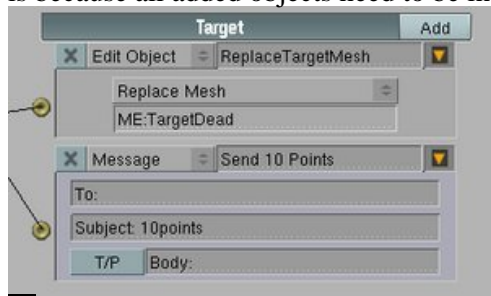 is because all added objects need to be in
Target Add
X Edit Object ReplaceTargetMesh
Replace Mesh
ME:TargetDead
X Message Send 10 Points
To:
Subject: 10points
T/P Body: